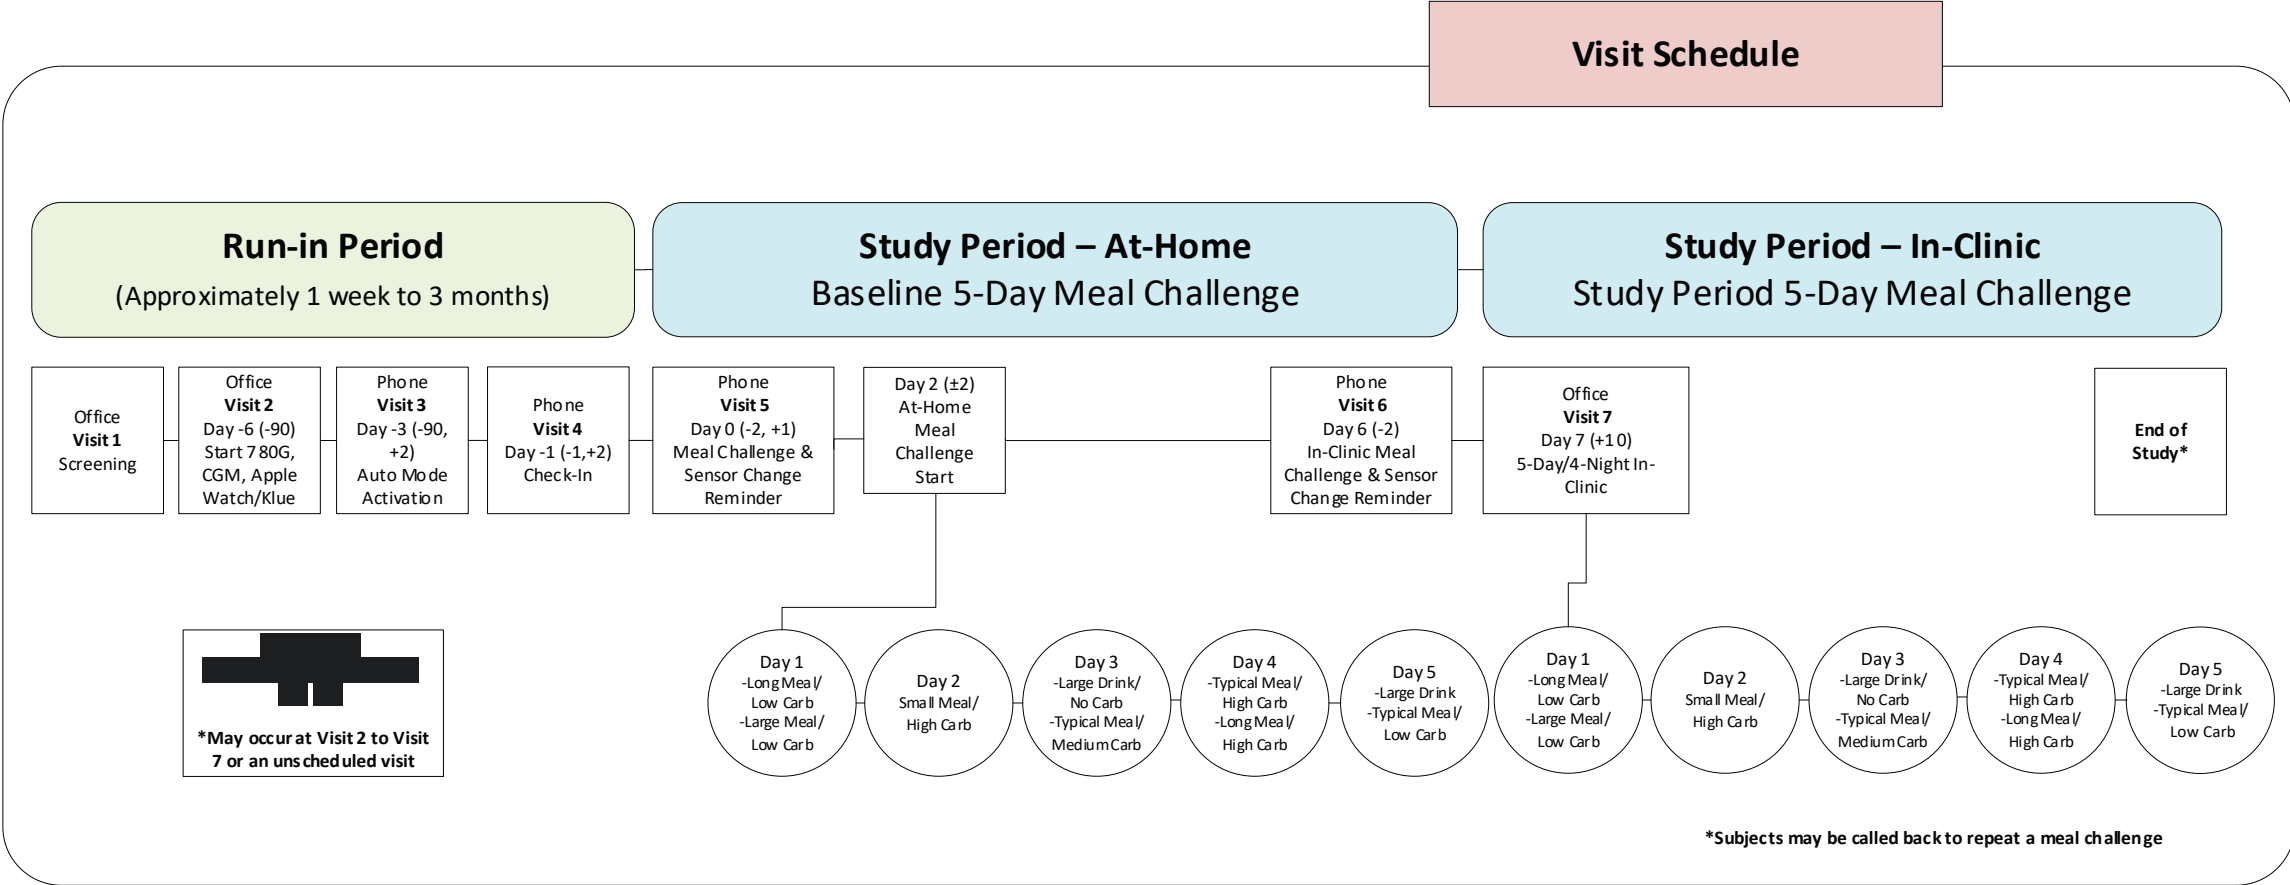 Visit Schedule
Run-in Period
(Approximately 1 week to 3 months)
Study Period – At-Home
Baseline 5-Day Meal Challenge
Study Period – In-Clinic
Study Period 5-Day Meal Challenge
Office
Visit 1
Screening
Office
Visit 2
Day -6 (-90)
Start 780G,
CGM, Apple
Watch/Klue
Phone
Visit 3
Day -3 (-90,
+2)
Auto Mode
Activation
Phone
Visit 4
Day -1 (-1,+2)
Check-In
Phone
Visit 5
Day 0 (-2, +1)
Meal Challenge &
Sensor Change
Reminder
Day 2 (±2)
At-Home
Meal
Challenge
Start
Phone
Visit 6
Day 6 (-2)
In-Clinic Meal
Challenge & Sensor
Change Reminder
Office
Visit 7
Day 7 (+10)
5-Day/4-Night In-
Clinic
End of
Study*
*May occur at Visit 2 to Visit
7 or an unscheduled visit
Day 1
-Long Meal/
Low Carb
-Large Meal/
Low Carb
Day 2
Small Meal/
High Carb
Day 3
-Large Drink/
No Carb
-Typical Meal/
Medium Carb
Day 4
-Typical Meal/
High Carb
-Long Meal/
High Carb
Day 5
-Large Drink
-Typical Meal/
Low Carb
Day 1
-Long Meal/
Low Carb
-Large Meal/
Low Carb
Day 2
Small Meal/
High Carb
Day 3
-Large Drink/
No Carb
-Typical Meal/
Medium Carb
Day 4
-Typical Meal/
High Carb
-Long Meal/
High Carb
Day 5
-Large Drink
-Typical Meal/
Low Carb
*Subjects may be called back to repeat a meal challenge